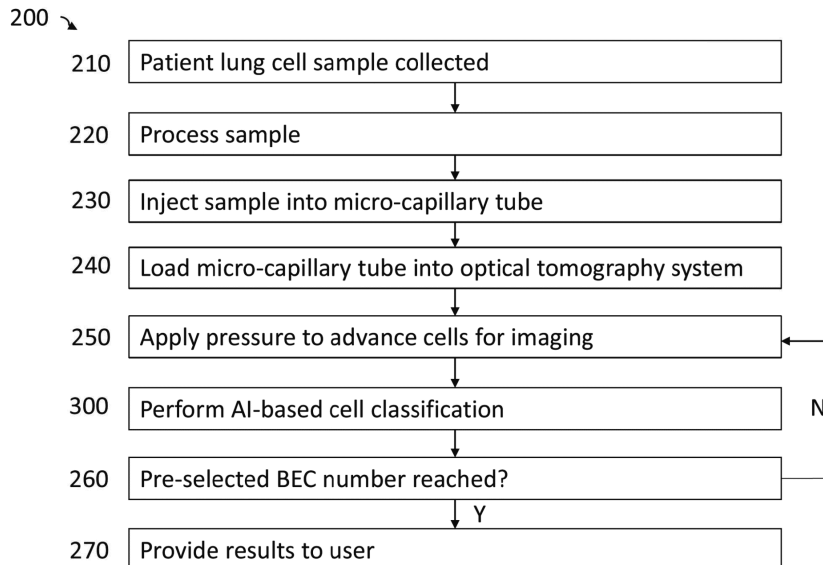 200
210 Patient lung cell sample collected
220 Process sample
230 Inject sample into micro-capillary tube
240 Load micro-capillary tube into optical tomography system
250 Apply pressure to advance cells for imaging
300 Perform AI-based cell classification N
260 Pre-selected BEC number reached?
Y
270 Provide results to user